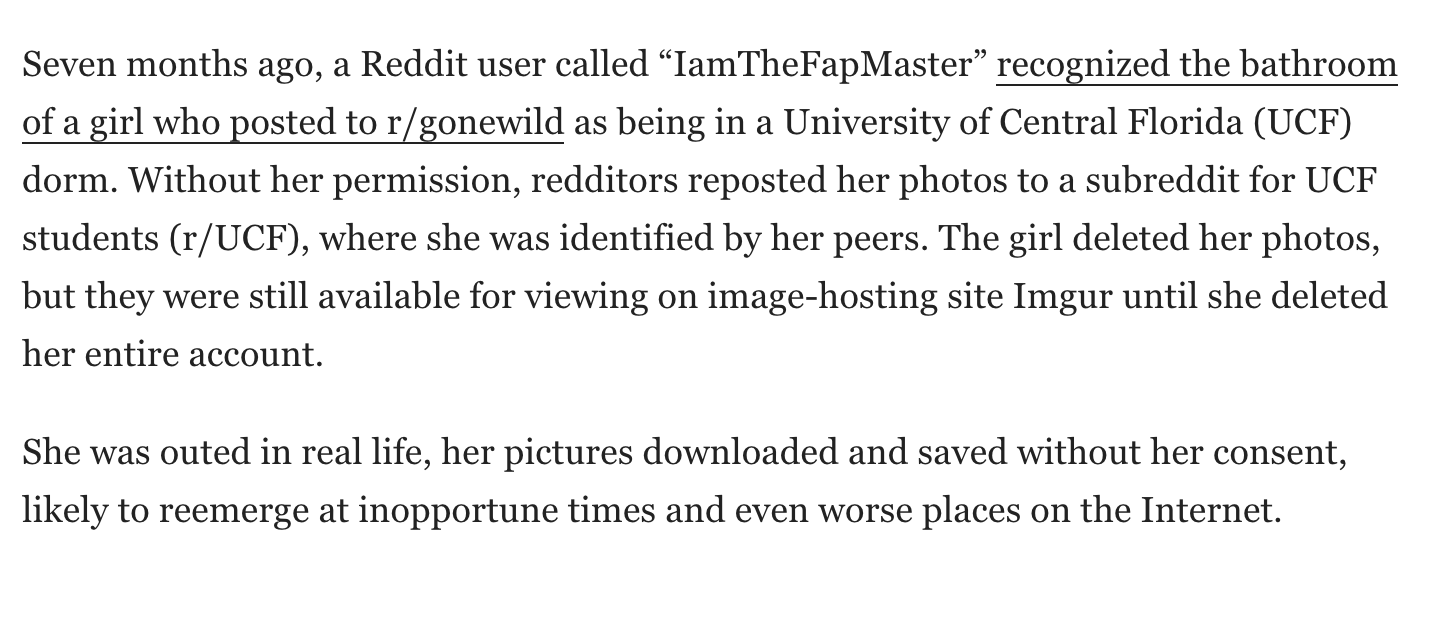 Seven months ago, a Reddit user called “IamTheFapMaster” recognized the bathroom
of a girl who posted to r/gonewild as being in a University of Central Florida (UCF)
dorm. Without her permission, redditors reposted her photos to a subreddit for UCF
students (r/UCF), where she was identified by her peers. The girl deleted her photos,
but they were still available for viewing on image-hosting site Imgur until she deleted
her entire account.
She was outed in real life, her pictures downloaded and saved without her consent,
likely to reemerge at inopportune times and even worse places on the Internet.